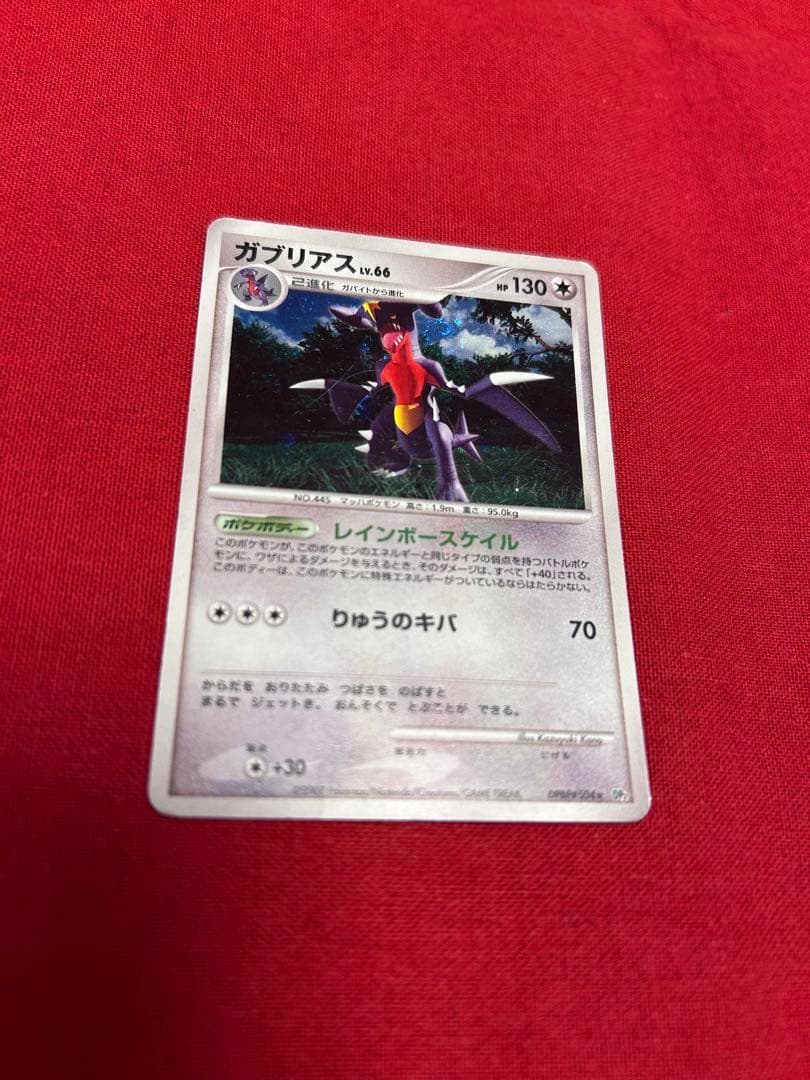 ガブリアス LV.66
HP 130
2進化 ガバイトから進化
NO.445 マッハポケモン 高さ：1.9m 重さ：95.0kg
ポケボディー レインボースケイル
このポケモンが、このポケモンのエネルギーと同じタイプの弱点を持つバトルポケ
モンに、ワザによるダメージを与えるとき、そのダメージは、すべて「+40」される。
このボディーは、このポケモンに特殊エネルギーがついているならはたらかない。
りゅうのキバ 70
からだを おりたたみ つばさを のばすと
まるで ジェットき。おんそくで とぶことが できる。
illus. Kazuyuki Kano
弱点 抵抗力 にげる
+30